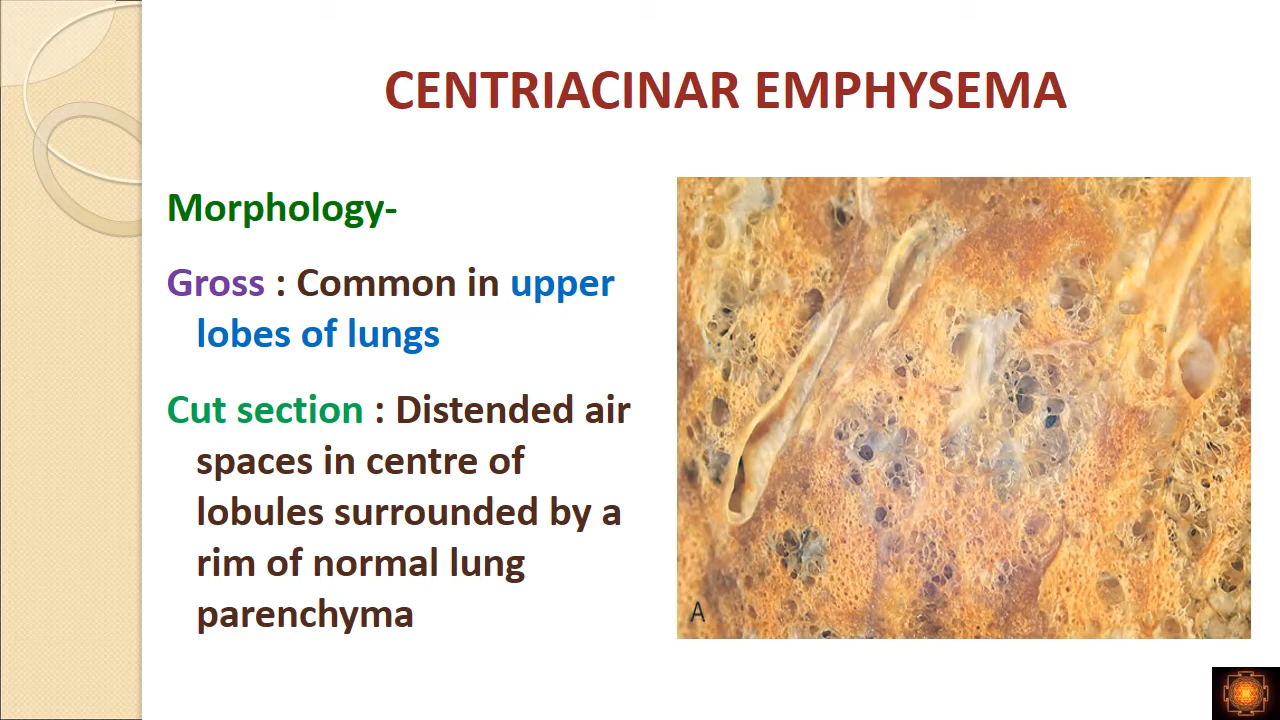 CENTRIACINAR EMPHYSEMA
Morphology-
Gross : Common in upper
lobes of lungs
Cut section : Distended air
spaces in centre of
lobules surrounded by a
rim of normal lung
parenchyma
A